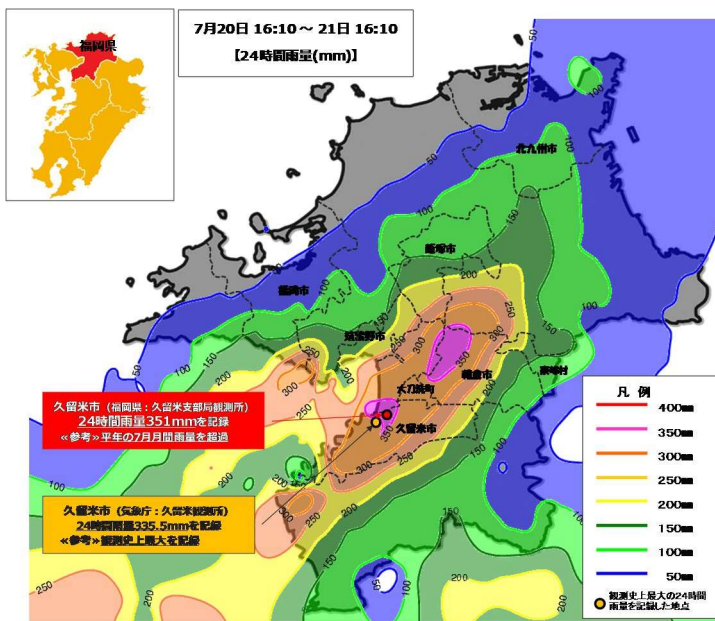 福岡県
7月20日 16:10 ～ 21日 16:10
【24時間雨量(mm)】
北九州市
飯塚市
福岡市
筑紫野市
朝倉市
東峰村
大刀洗町
久留米市
久留米市（福岡県：久留米支部局観測所）
24時間雨量351mmを記録
≪参考≫平年の7月月間雨量を超過
久留米市（気象庁：久留米観測所）
24時間雨量335.5mmを記録
≪参考≫観測史上最大を記録
凡 例
400mm
350mm
300mm
250mm
200mm
150mm
100mm
50mm
観測史上最大の24時間
雨量を記録した地点